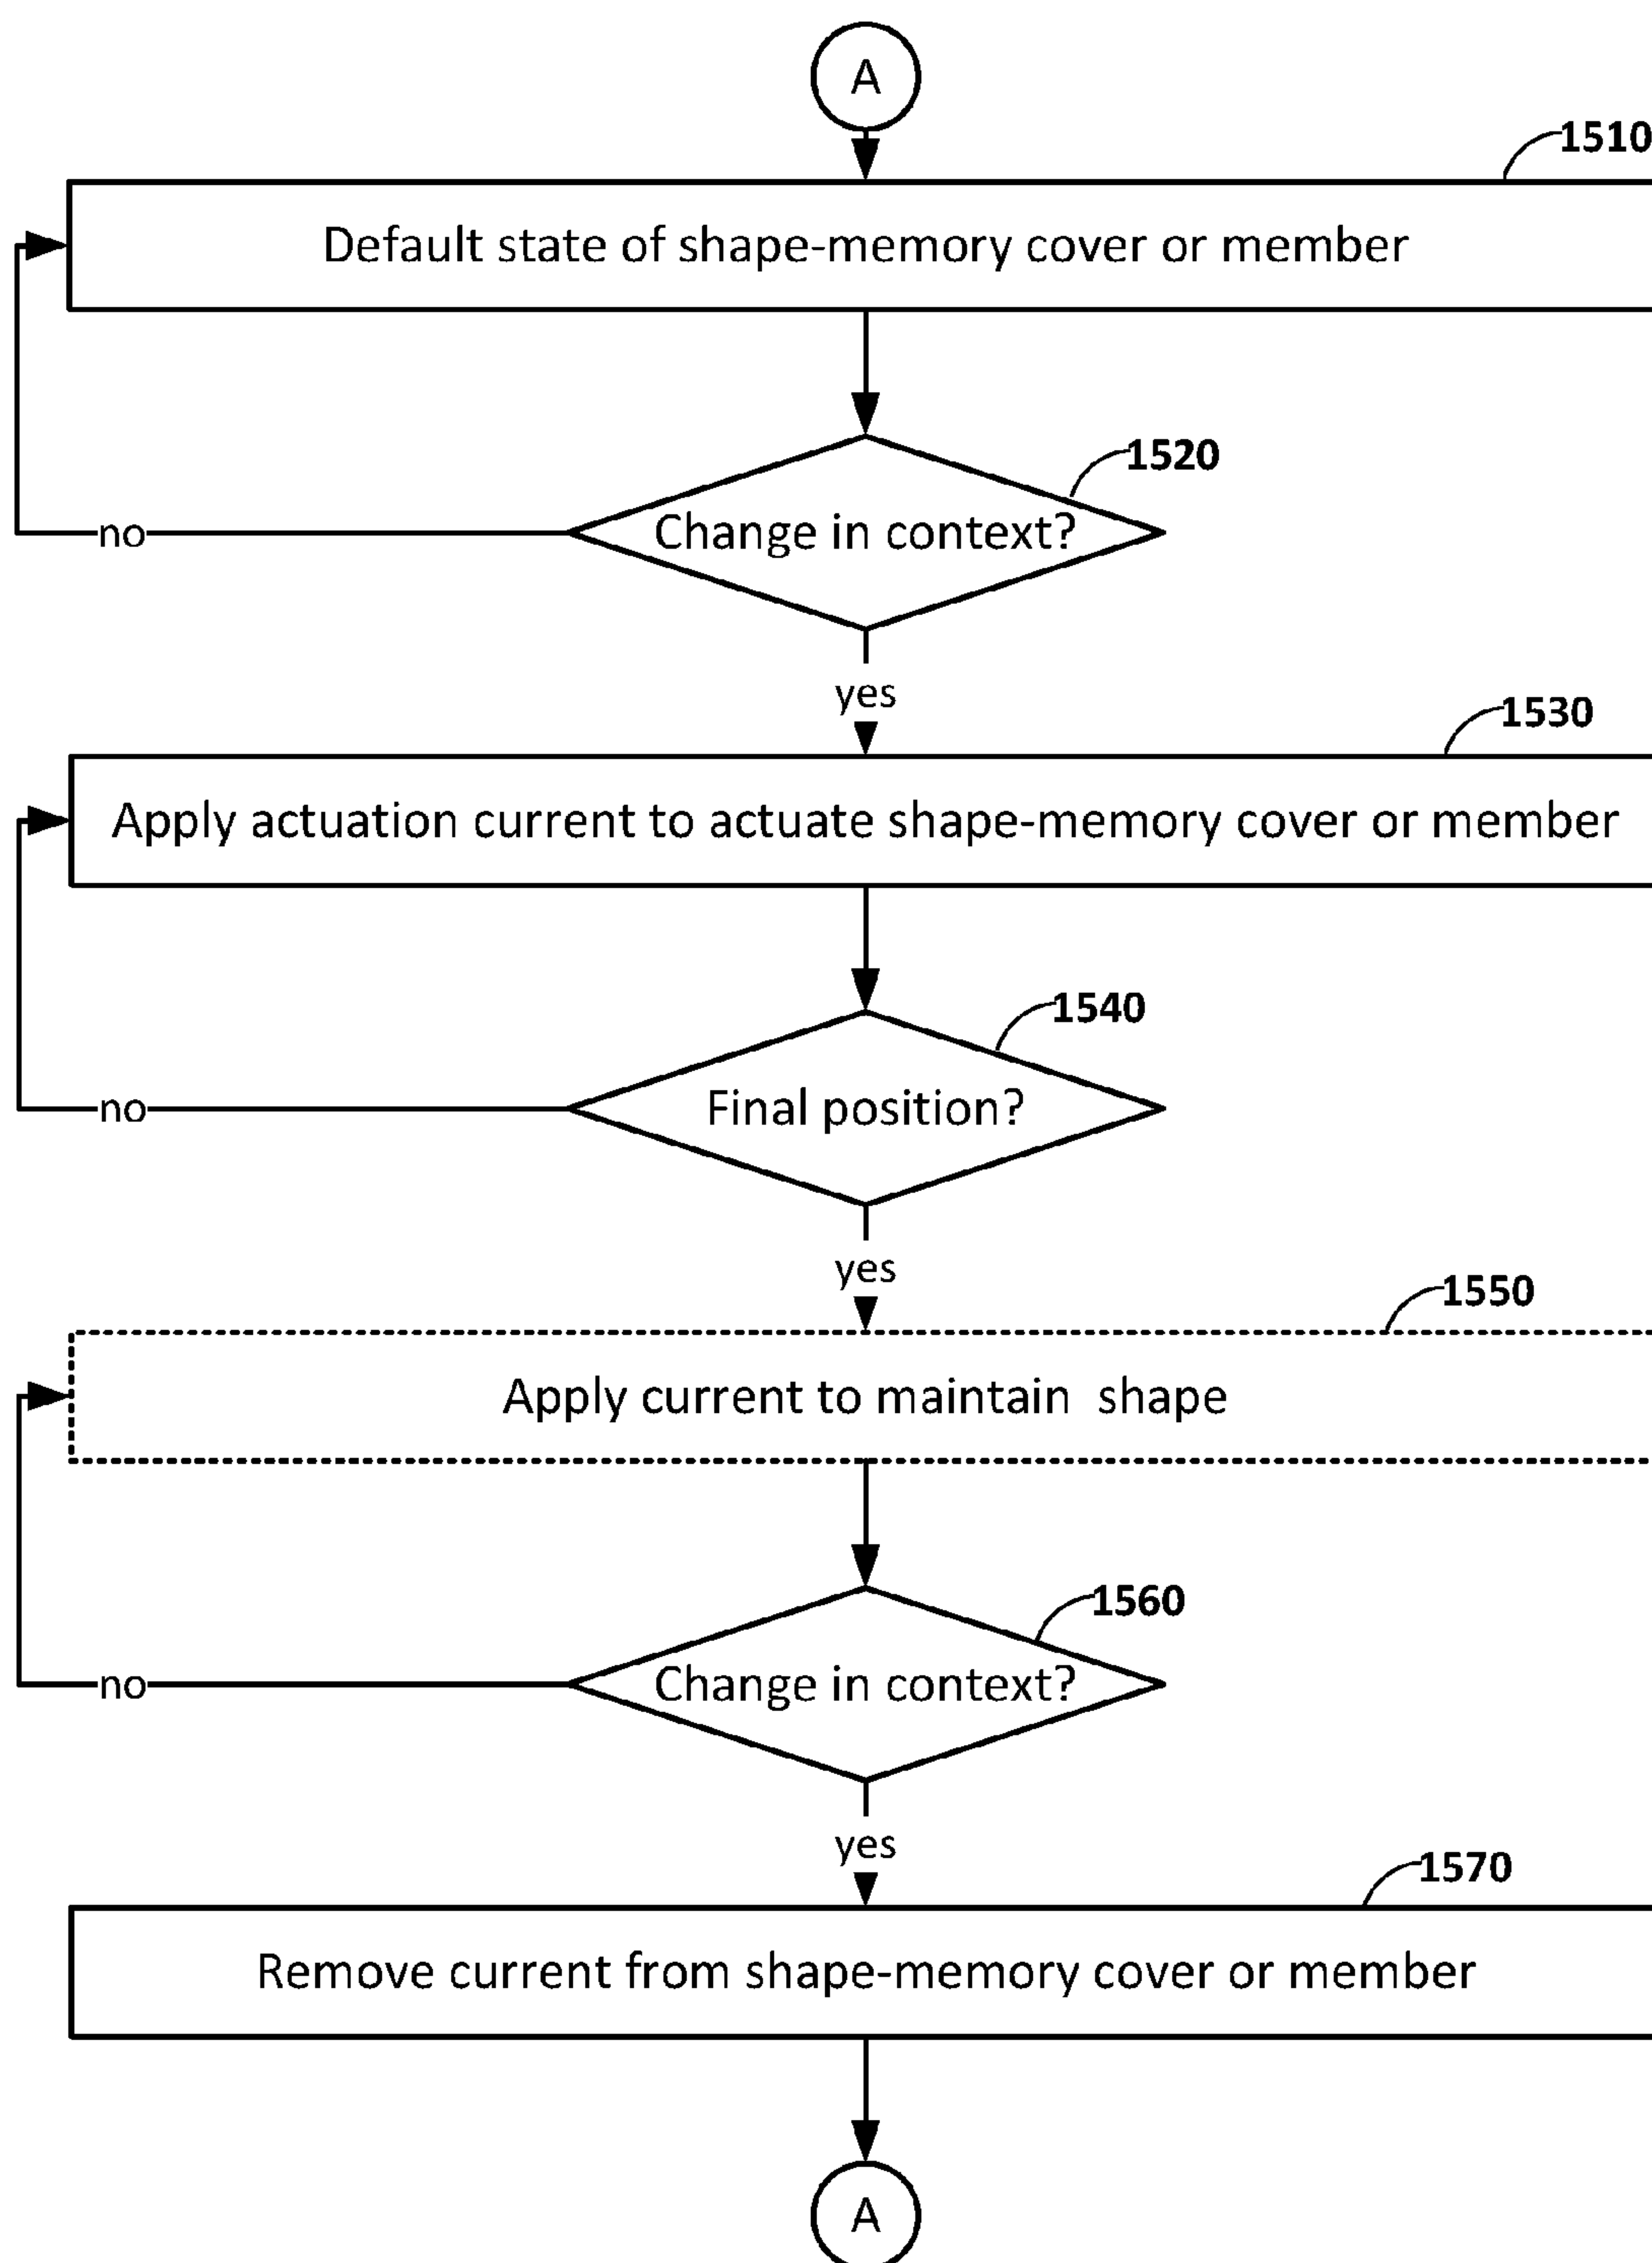 A
1510
Default state of shape-memory cover or member
1520
Change in context?
no
yes
1530
Apply actuation current to actuate shape-memory cover or member
1540
Final position?
no
yes
1550
Apply current to maintain  shape
1560
Change in context?
no
yes
1570
Remove current from shape-memory cover or member
A